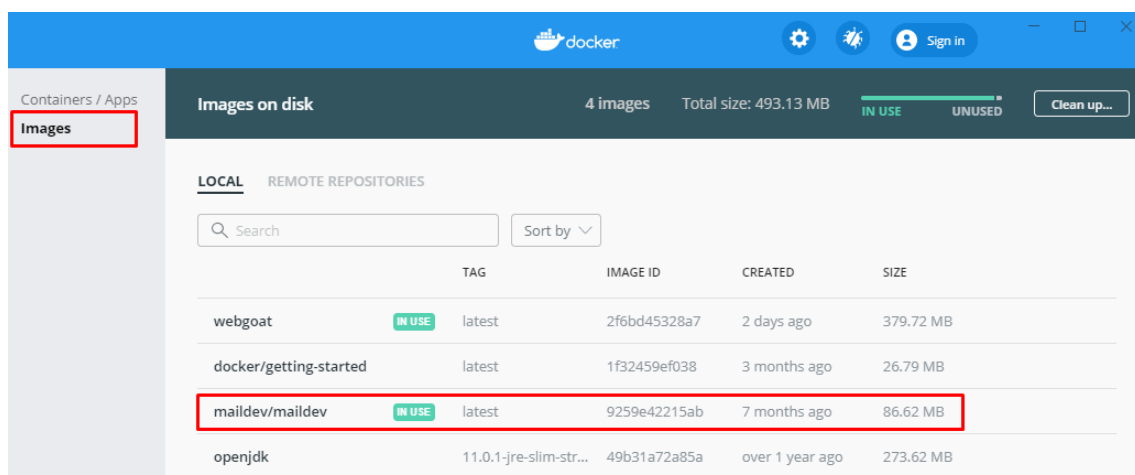 docker
Sign in
Containers / Apps
Images
Images on disk
4 images
Total size: 493.13 MB
IN USE
UNUSED
Clean up...
LOCAL
REMOTE REPOSITORIES
Search
Sort by
TAG IMAGE ID CREATED SIZE
webgoat IN USE latest 2f6bd45328a7 2 days ago 379.72 MB
docker/getting-started latest 1f32459ef038 3 months ago 26.79 MB
maildev/maildev IN USE latest 9259e42215ab 7 months ago 86.62 MB
openjdk 11.0.1-jre-slim-str... 49b31a72a85a over 1 year ago 273.62 MB